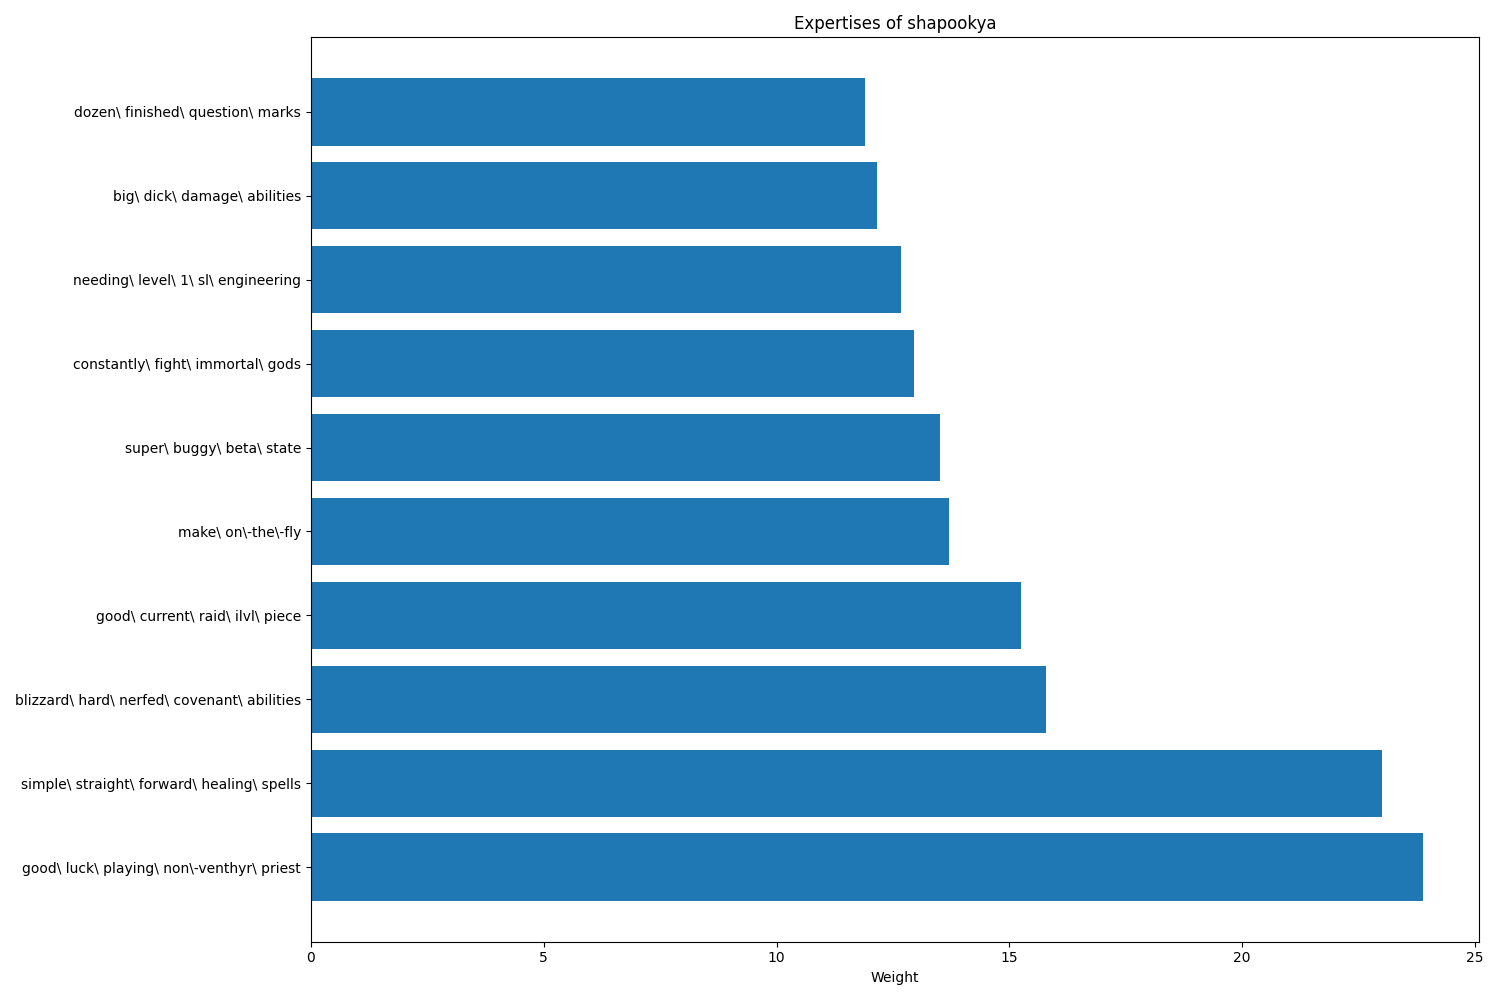 Expertises of shapookya
dozen\ finished\ question\ marks
big\ dick\ damage\ abilities
needing\ level\ 1\ sl\ engineering
constantly\ fight\ immortal\ gods
super\ buggy\ beta\ state
make\ on\-the\-fly
good\ current\ raid\ ilvl\ piece
blizzard\ hard\ nerfed\ covenant\ abilities
simple\ straight\ forward\ healing\ spells
good\ luck\ playing\ non\-venthyr\ priest
0 5 10 15 20 25
Weight